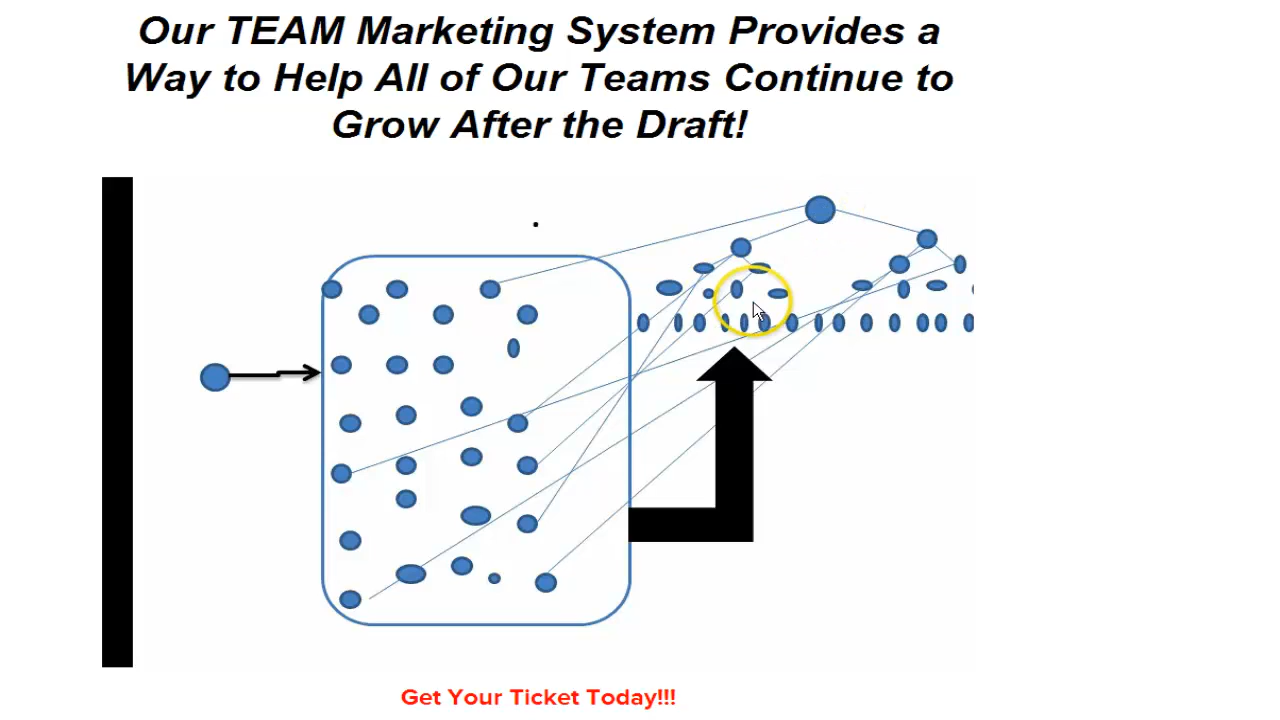 Our TEAM Marketing System Provides a
Way to Help All of Our Teams Continue to
Grow After the Draft!
Get Your Ticket Today!!!